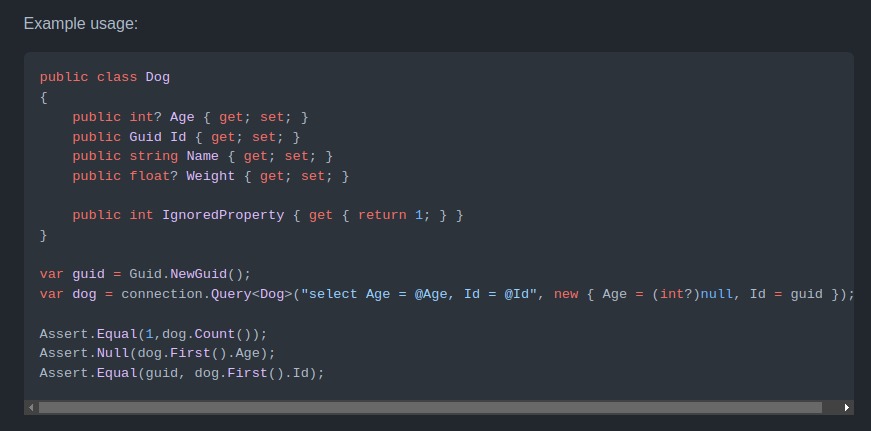 Example usage:
public class Dog
{
    public int? Age { get; set; }
    public Guid Id { get; set; }
    public string Name { get; set; }
    public float? Weight { get; set; }

    public int IgnoredProperty { get { return 1; } }
}

var guid = Guid.NewGuid();
var dog = connection.Query<Dog>("select Age = @Age, Id = @Id", new { Age = (int?)null, Id = guid });

Assert.Equal(1,dog.Count());
Assert.Null(dog.First().Age);
Assert.Equal(guid, dog.First().Id);